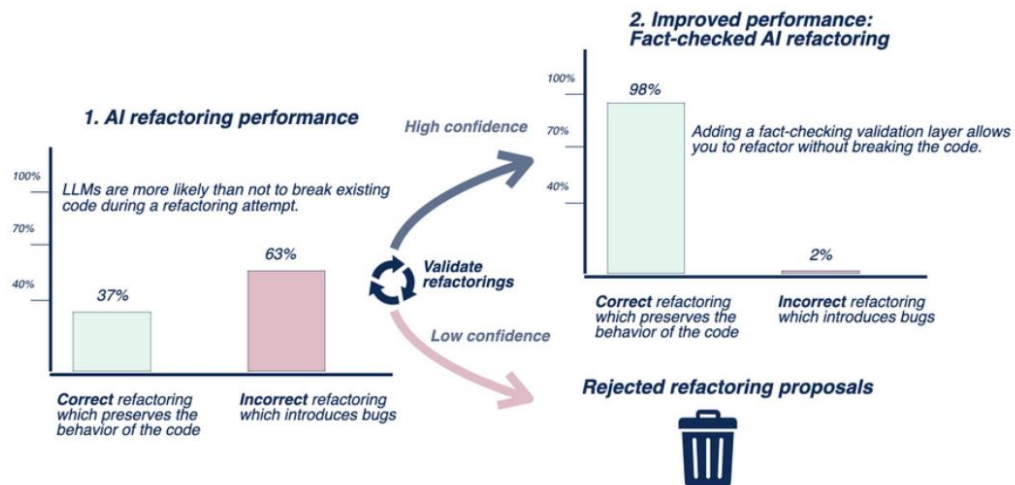 1. AI refactoring performance
100%
70%
40%
LLMs are more likely than not to break existing
code during a refactoring attempt.
37%
63%
Correct refactoring
which preserves the
behavior of the code
Incorrect refactoring
which introduces bugs
High confidence
Validate
refactorings
Low confidence
2. Improved performance:
Fact-checked AI refactoring
100%
70%
40%
98%
Adding a fact-checking validation layer allows
you to refactor without breaking the code.
2%
Correct refactoring
which preserves the
behavior of the code
Incorrect refactoring
which introduces bugs
Rejected refactoring proposals